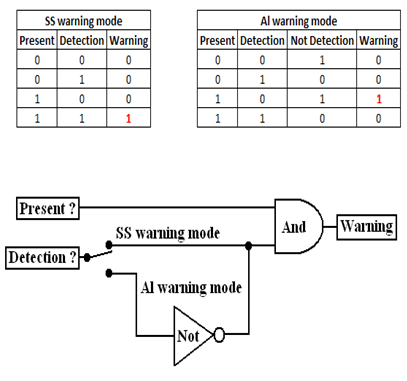 SS warning mode
Present Detection Warning
0 0 0
0 1 0
1 0 0
1 1 1
Al warning mode
Present Detection Not Detection Warning
0 0 1 0
0 1 0 0
1 0 1 1
1 1 0 0
Present ?
And
Warning
SS warning mode
Detection ?
Al warning mode
Not